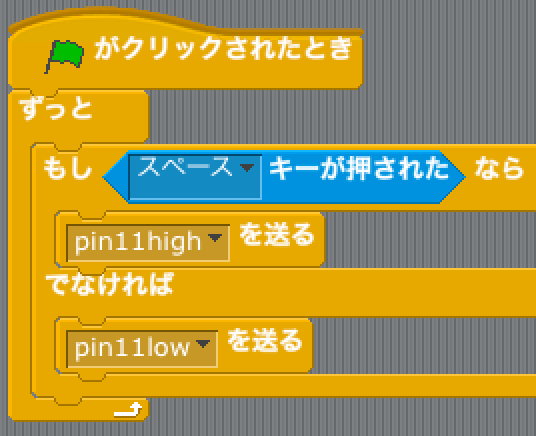 がクリックされたとき
ずっと
もし スペース キーが押された なら
pin11high を送る
でなければ
pin11low を送る